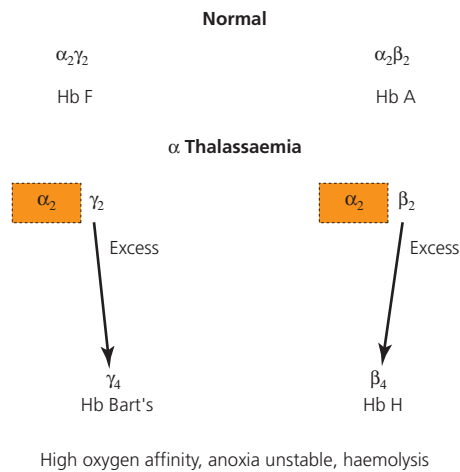 Normal
α₂γ₂ α₂β₂
Hb F Hb A
α Thalassaemia
α₂ γ₂ α₂ β₂
Excess Excess
γ₄ β₄
Hb Bart's Hb H
High oxygen affinity, anoxia unstable, haemolysis